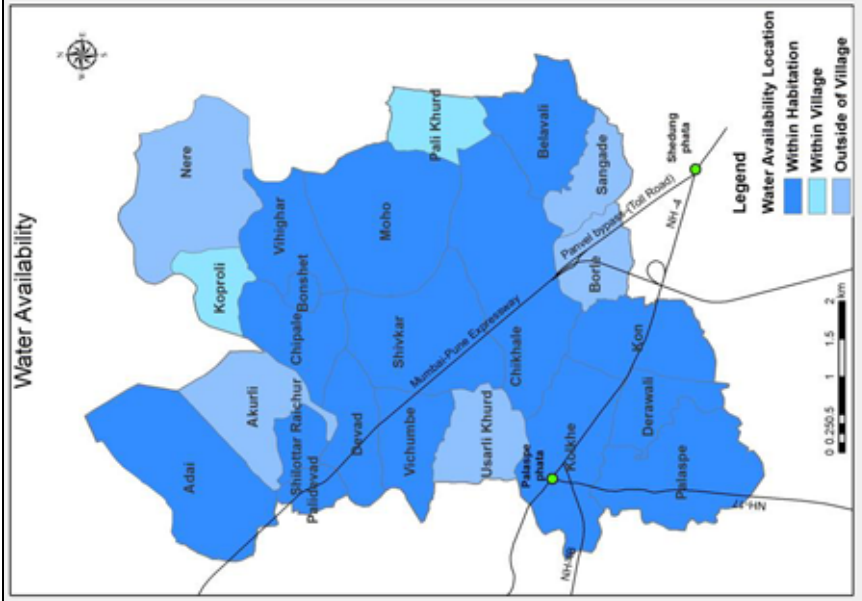 Water Availability
N
W
E
S
Nere
Koproli
Vihighar
Pali Khurd
Adai
Akurli
Chipale
Bonshet
Moho
Belavali
Shilottar Raichur
Palidevad
Devad
Shivkar
Sangade
Vichumbe
Mumbai-Pune Expressway
Panvel bypass-(Toll Road)
Shedung
phata
Usarli Khurd
Chikhale
Borle
NH -4
Palaspe
phata
Kolkhe
Kon
Derawali
Palaspe
NH-17
Legend
Water Availability Location
Within Habitation
Within Village
Outside of Village
0 0.250.5 1 1.5 2
km